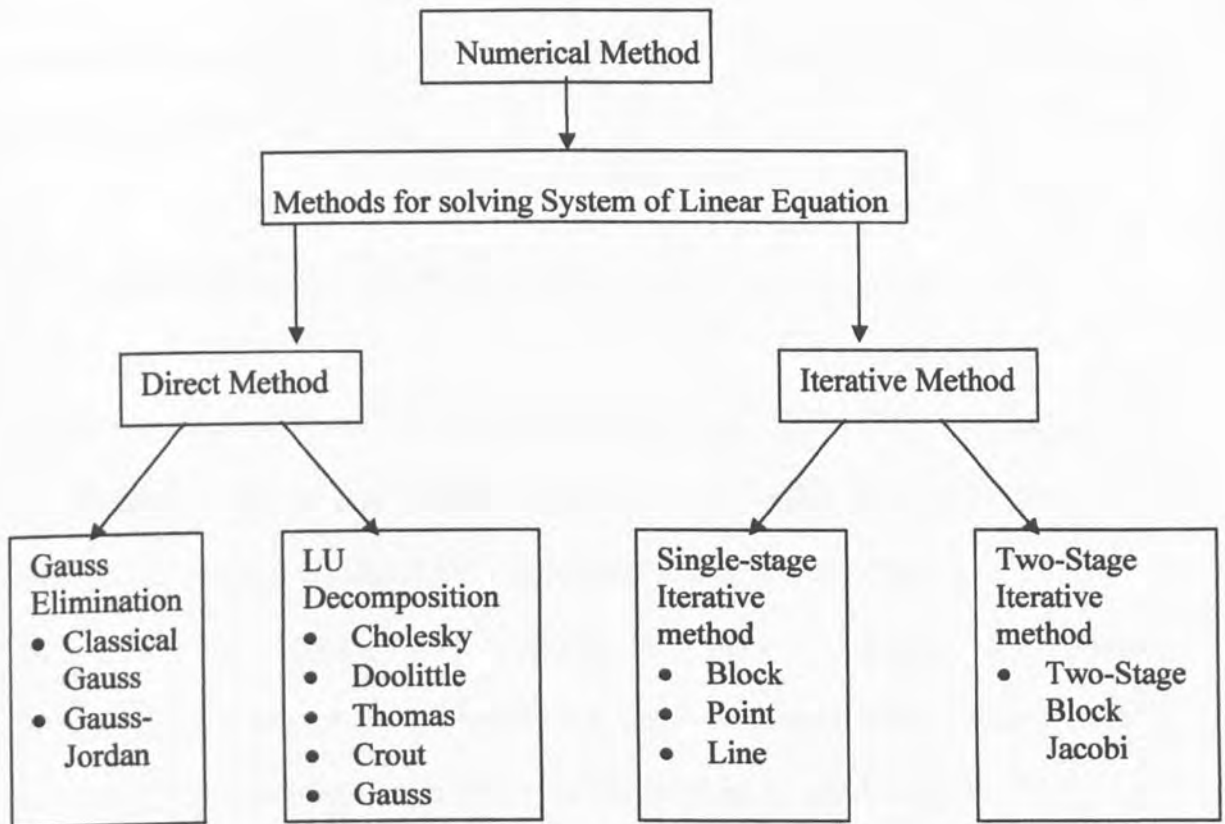 Numerical Method
Methods for solving System of Linear Equation
Direct Method
Iterative Method
Gauss
Elimination
• Classical
Gauss
• Gauss-
Jordan
LU
Decomposition
• Cholesky
• Doolittle
• Thomas
• Crout
• Gauss
Single-stage
Iterative
method
• Block
• Point
• Line
Two-Stage
Iterative
method
• Two-Stage
Block
Jacobi